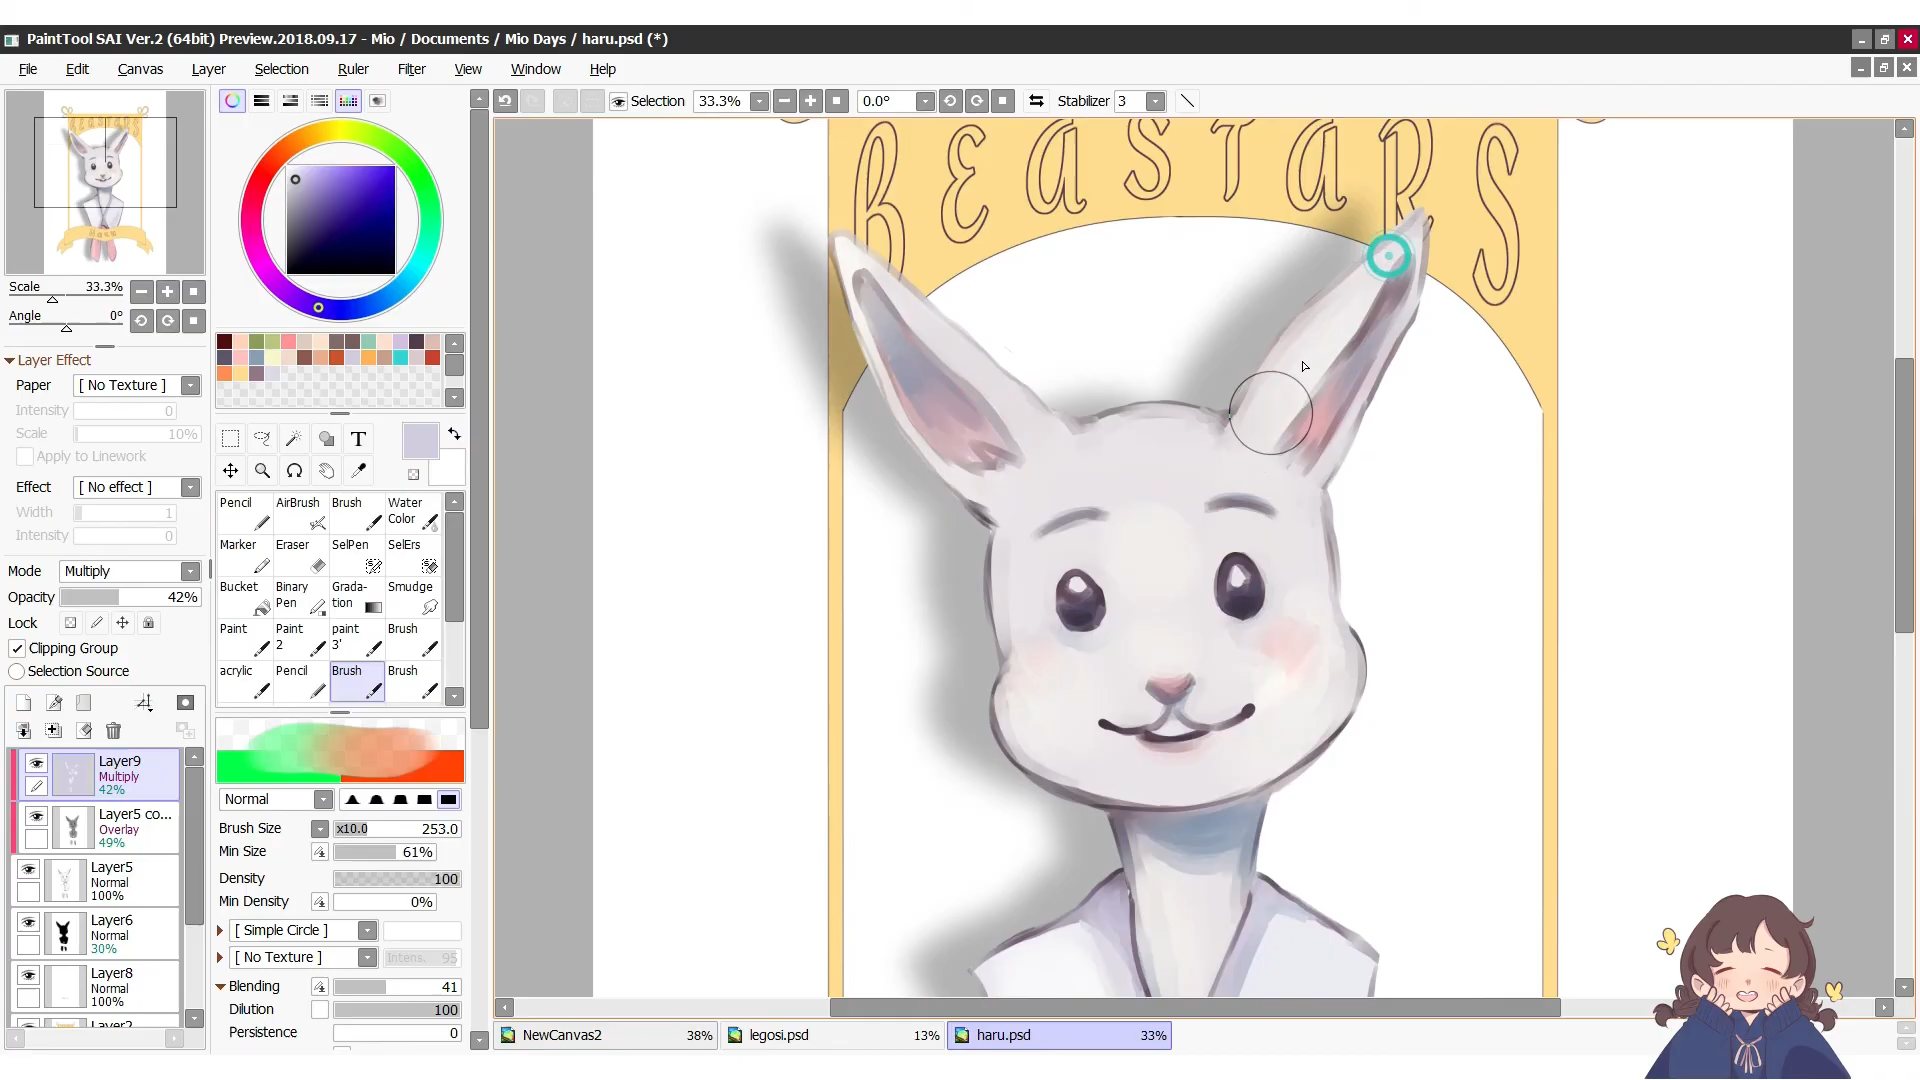 PaintTool SAI Ver.2 (64bit) Preview.2018.09.17 - Mio / Documents / Mio Days / haru.psd (*)
File Edit Canvas Layer Selection Ruler Filter View Window Help
Selection 33.3% 0.0° Stabilizer 3
BEASTARS
Haru
Scale 33.3%
Angle 0°
Layer Effect
Paper [ No Texture ]
Intensity 0
Scale 10%
Apply to Linework
Effect [ No effect ]
Width 1
Intensity 0
Mode Multiply
Opacity 42%
Lock
Clipping Group
Selection Source
Layer9
Multiply
42%
Layer5 co...
Overlay
49%
Layer5
Normal
100%
Layer6
Normal
30%
Layer8
Normal
100%
Layer2
T
Pencil AirBrush Brush Water Color
Marker Eraser SelPen SelErs
Bucket Binary Pen Grada-tion Smudge
Paint Paint 2 paint 3' Brush
acrylic Pencil Brush Brush
Normal
Brush Size x10.0 253.0
Min Size 61%
Density 100
Min Density 0%
[ Simple Circle ]
[ No Texture ] Intens. 95
Blending 41
Dilution 100
Persistence 0
BEASTARS
NewCanvas2 38% legosi.psd 13% haru.psd 33%